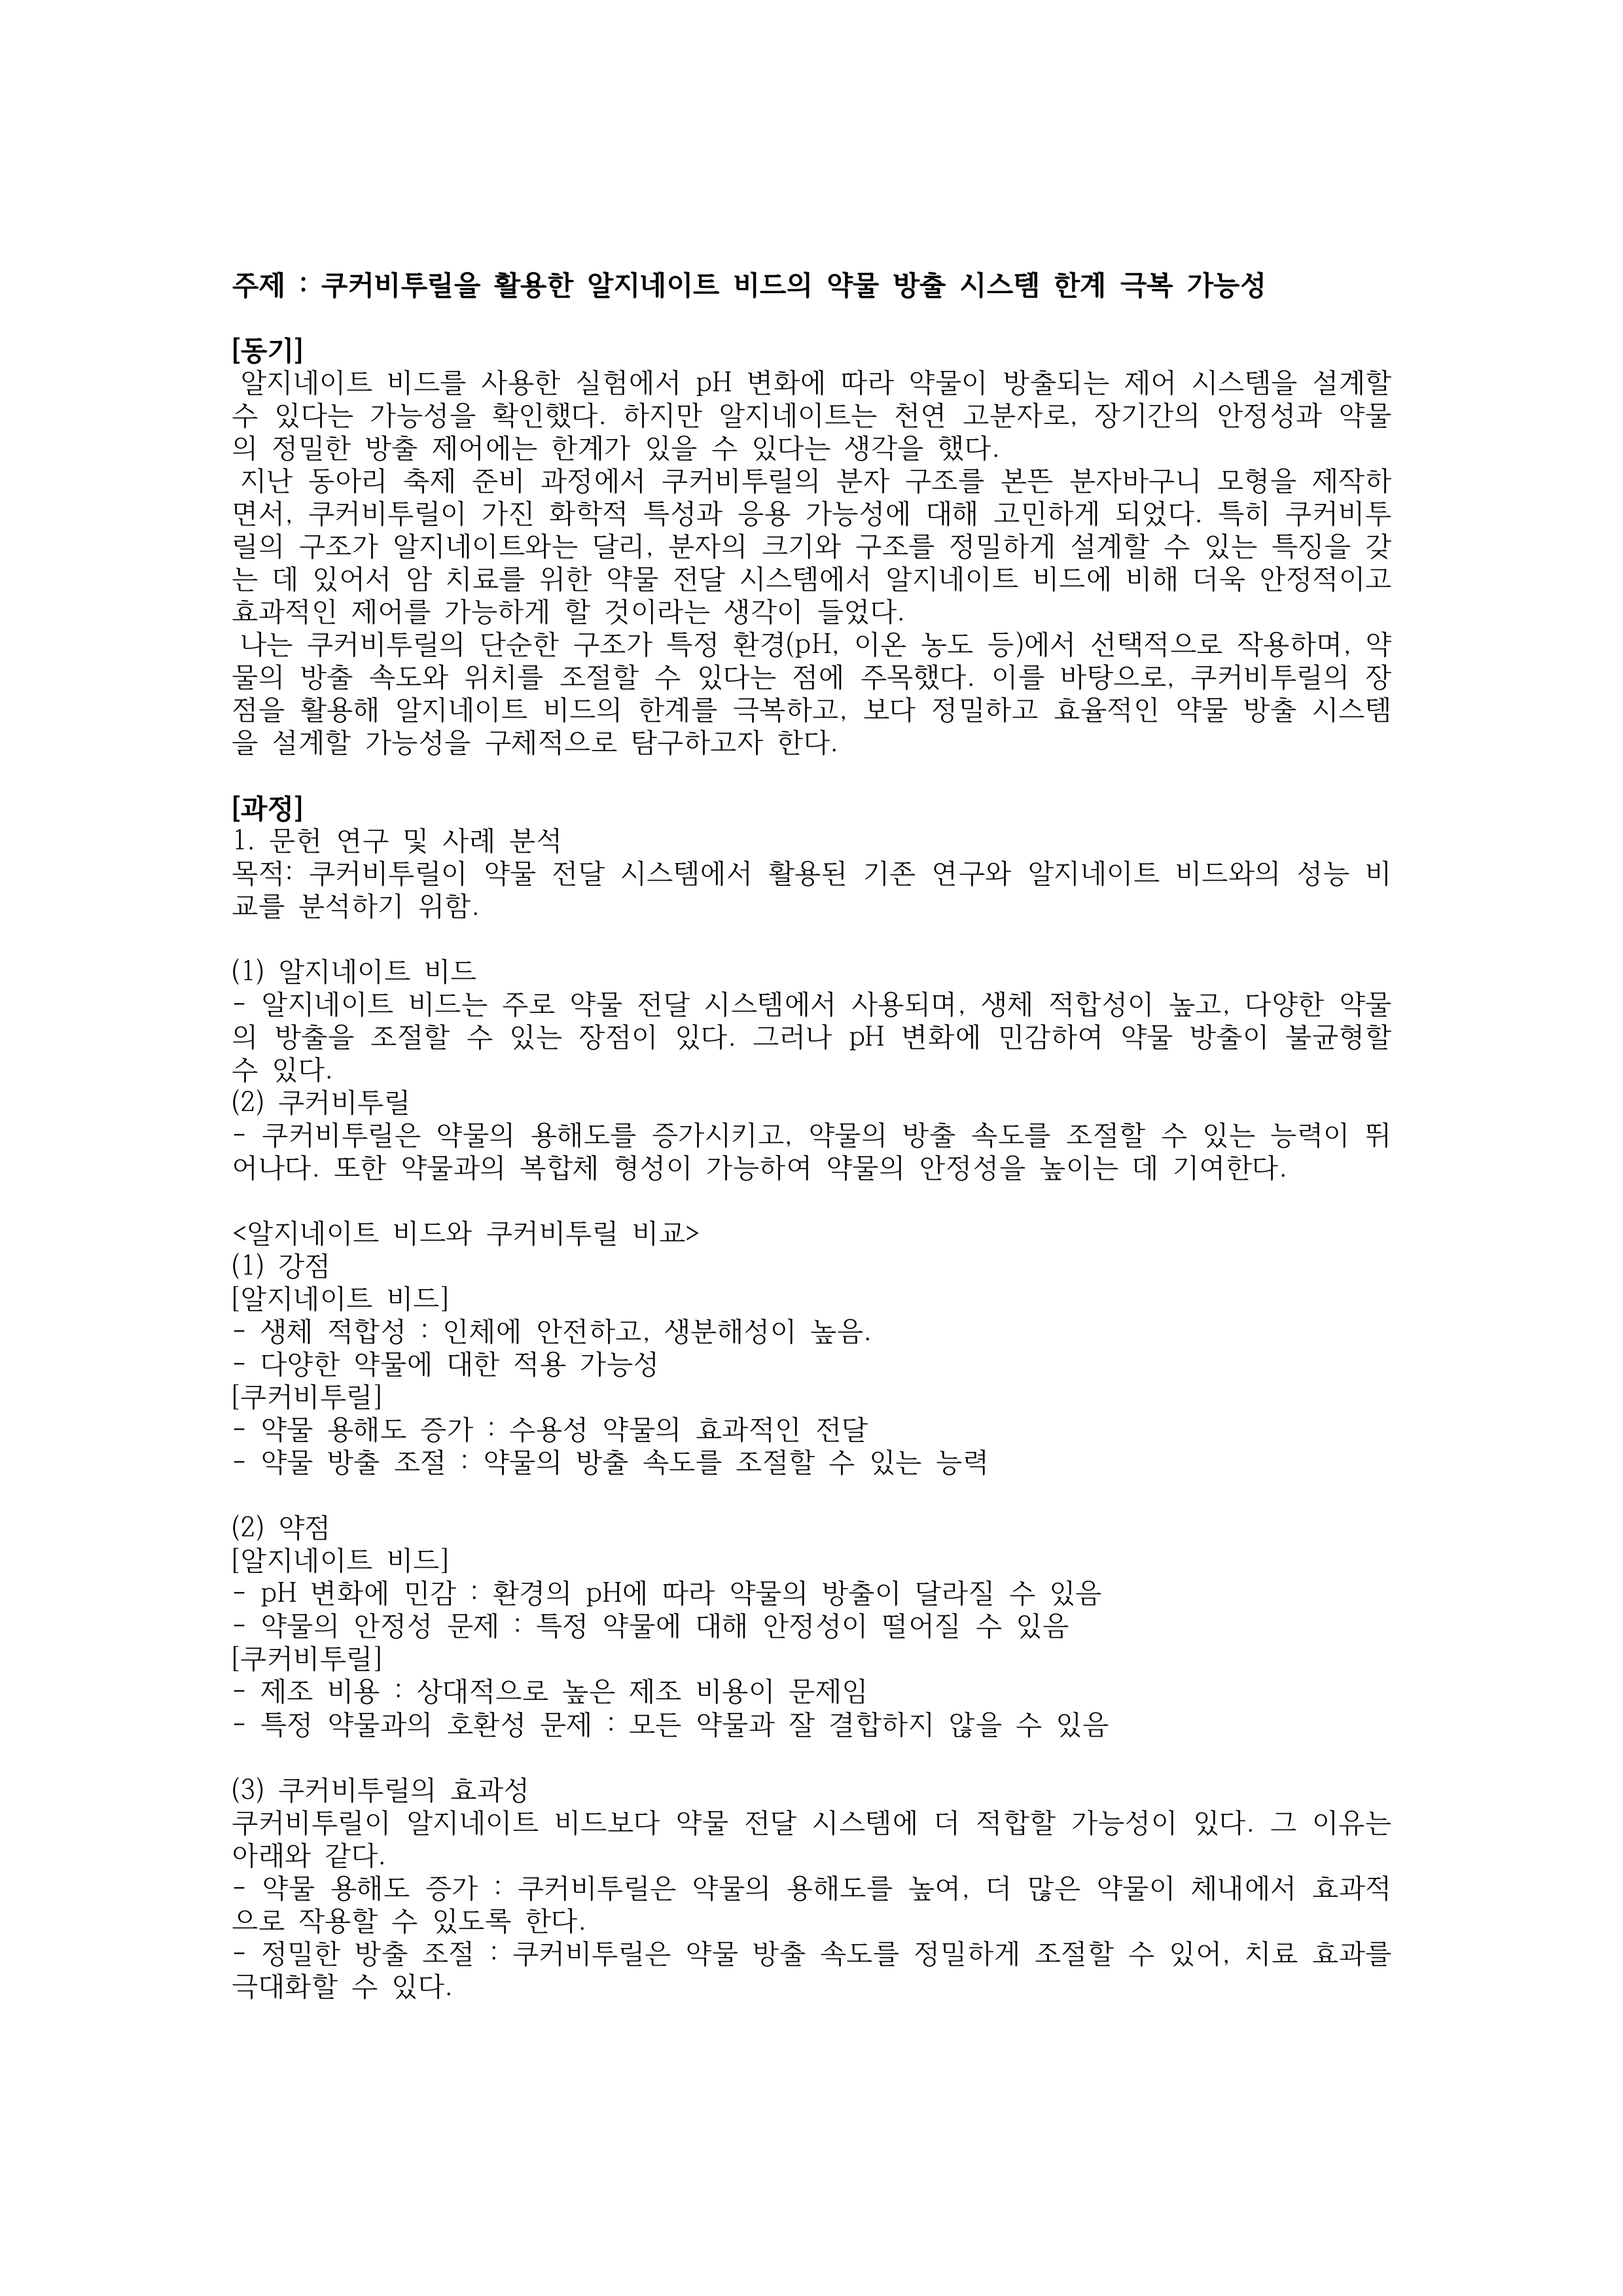 주제 : 쿠커비투릴을 활용한 알지네이트 비드의 약물 방출 시스템 한계 극복 가능성
[동기]
알지네이트 비드를 사용한 실험에서 pH 변화에 따라 약물이 방출되는 제어 시스템을 설계할
수 있다는 가능성을 확인했다. 하지만 알지네이트는 천연 고분자로, 장기간의 안정성과 약물
의 정밀한 방출 제어에는 한계가 있을 수 있다는 생각을 했다.
지난 동아리 축제 준비 과정에서 쿠커비투릴의 분자 구조를 본뜬 분자바구니 모형을 제작하
면서, 쿠커비투릴이 가진 화학적 특성과 응용 가능성에 대해 고민하게 되었다. 특히 쿠커비투
릴의 구조가 알지네이트와는 달리, 분자의 크기와 구조를 정밀하게 설계할 수 있는 특징을 갖
는 데 있어서 암 치료를 위한 약물 전달 시스템에서 알지네이트 비드에 비해 더욱 안정적이고
효과적인 제어를 가능하게 할 것이라는 생각이 들었다.
나는 쿠커비투릴의 단순한 구조가 특정 환경(pH, 이온 농도 등)에서 선택적으로 작용하며, 약
물의 방출 속도와 위치를 조절할 수 있다는 점에 주목했다. 이를 바탕으로, 쿠커비투릴의 장
점을 활용해 알지네이트 비드의 한계를 극복하고, 보다 정밀하고 효율적인 약물 방출 시스템
을 설계할 가능성을 구체적으로 탐구하고자 한다.
[과정]
1. 문헌 연구 및 사례 분석
목적: 쿠커비투릴이 약물 전달 시스템에서 활용된 기존 연구와 알지네이트 비드와의 성능 비
교를 분석하기 위함.
(1) 알지네이트 비드
- 알지네이트 비드는 주로 약물 전달 시스템에서 사용되며, 생체 적합성이 높고, 다양한 약물
의 방출을 조절할 수 있는 장점이 있다. 그러나 pH 변화에 민감하여 약물 방출이 불균형할
수 있다.
(2) 쿠커비투릴
- 쿠커비투릴은 약물의 용해도를 증가시키고, 약물의 방출 속도를 조절할 수 있는 능력이 뛰
어나다. 또한 약물과의 복합체 형성이 가능하여 약물의 안정성을 높이는 데 기여한다.
<알지네이트 비드와 쿠커비투릴 비교>
(1) 강점
[알지네이트 비드]
- 생체 적합성 : 인체에 안전하고, 생분해성이 높음.
- 다양한 약물에 대한 적용 가능성
[쿠커비투릴]
- 약물 용해도 증가 : 수용성 약물의 효과적인 전달
- 약물 방출 조절 : 약물의 방출 속도를 조절할 수 있는 능력
(2) 약점
[알지네이트 비드]
- pH 변화에 민감 : 환경의 pH에 따라 약물의 방출이 달라질 수 있음
- 약물의 안정성 문제 : 특정 약물에 대해 안정성이 떨어질 수 있음
[쿠커비투릴]
- 제조 비용 : 상대적으로 높은 제조 비용이 문제임
- 특정 약물과의 호환성 문제 : 모든 약물과 잘 결합하지 않을 수 있음
(3) 쿠커비투릴의 효과성
쿠커비투릴이 알지네이트 비드보다 약물 전달 시스템에 더 적합할 가능성이 있다. 그 이유는
아래와 같다.
- 약물 용해도 증가 : 쿠커비투릴은 약물의 용해도를 높여, 더 많은 약물이 체내에서 효과적
으로 작용할 수 있도록 한다.
- 정밀한 방출 조절 : 쿠커비투릴은 약물 방출 속도를 정밀하게 조절할 수 있어, 치료 효과를
극대화할 수 있다.